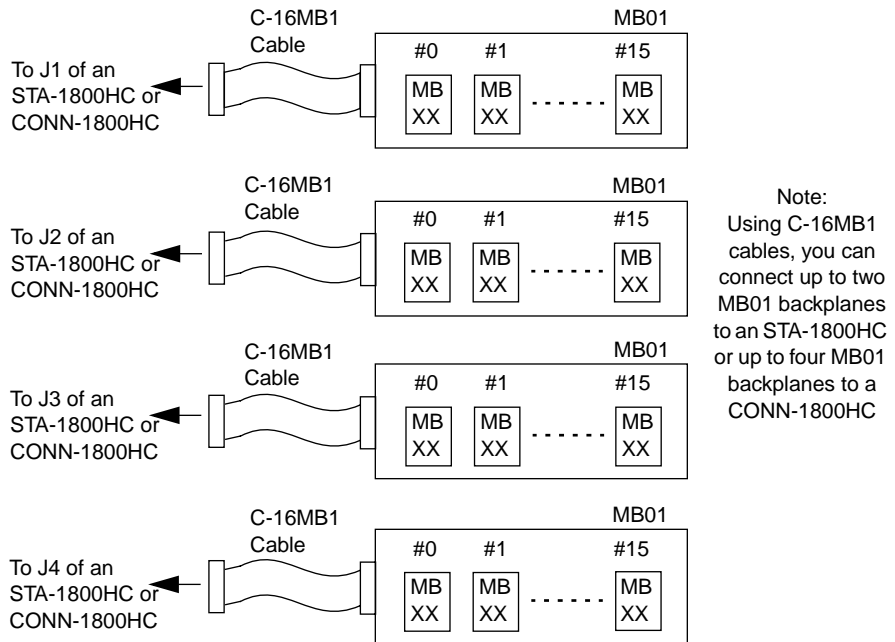 C-16MB1
Cable
MB01
#0 #1 #15
To J1 of an
STA-1800HC or
CONN-1800HC
MB
XX
MB
XX
MB
XX
C-16MB1
Cable
MB01
#0 #1 #15
To J2 of an
STA-1800HC or
CONN-1800HC
MB
XX
MB
XX
MB
XX
C-16MB1
Cable
MB01
#0 #1 #15
To J3 of an
STA-1800HC or
CONN-1800HC
MB
XX
MB
XX
MB
XX
C-16MB1
Cable
MB01
#0 #1 #15
To J4 of an
STA-1800HC or
CONN-1800HC
MB
XX
MB
XX
MB
XX
Note:
Using C-16MB1
cables, you can
connect up to two
MB01 backplanes
to an STA-1800HC
or up to four MB01
backplanes to a
CONN-1800HC